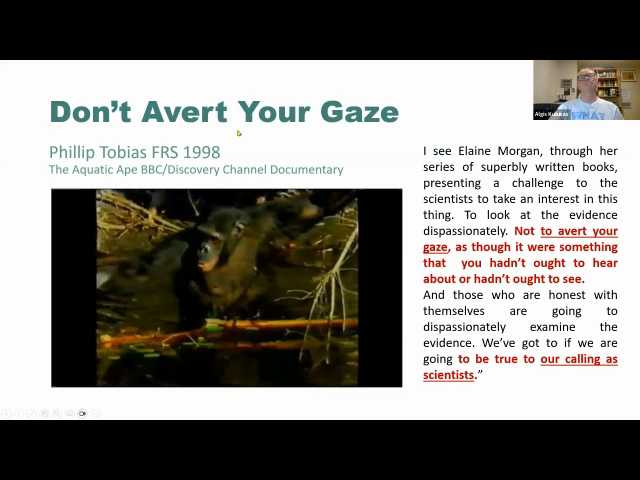 Don't Avert Your Gaze
Phillip Tobias FRS 1998
The Aquatic Ape BBC/Discovery Channel Documentary
I see Elaine Morgan, through her
series of superbly written books,
presenting a challenge to the
scientists to take an interest in this
thing. To look at the evidence
dispassionately. Not to avert your
gaze, as though it were something
that you hadn't ought to hear
about or hadn't ought to see.
And those who are honest with
themselves are going to
dispassionately examine the
evidence. We've got to if we are
going to be true to our calling as
scientists."
WHAT